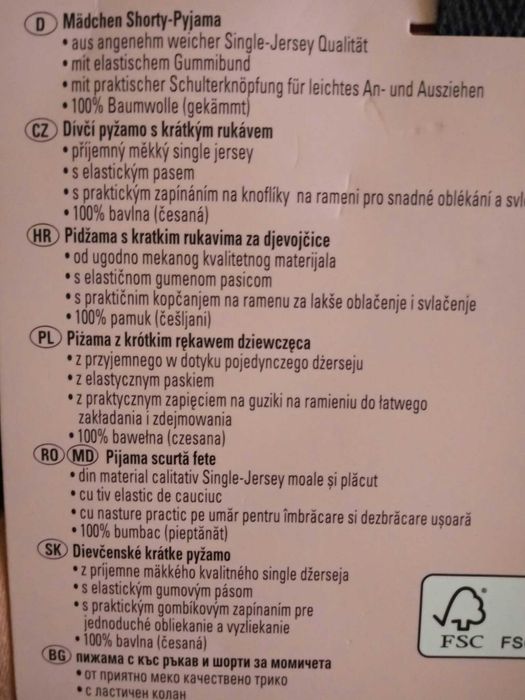 D Mädchen Shorty-Pyjama
• aus angenehm weicher Single-Jersey Qualität
• mit elastischem Gummibund
• mit praktischer Schulterknöpfung für leichtes An- und Ausziehen
• 100% Baumwolle (gekämmt)
CZ Dívčí pyžamo s krátkým rukávem
• příjemný měkký single jersey
• s elastickým pasem
• s praktickým zapínáním na knoflíky na rameni pro snadné oblékání a svl
• 100% bavlna (česaná)
HR Pidžama s kratkim rukavima za djevojčice
• od ugodno mekanog kvalitetnog materijala
• s elastičnom gumenom pasicom
• s praktičnim kopčanjem na ramenu za lakše oblačenje i svlačenje
• 100% pamuk (češljani)
PL Piżama z krótkim rękawem dziewczęca
• z przyjemnego w dotyku pojedynczego dżerseju
• z elastycznym paskiem
• z praktycznym zapięciem na guziki na ramieniu do łatwego
zakładania i zdejmowania
• 100% bawełna (czesana)
RO MD Pijama scurtă fete
• din material calitativ Single-Jersey moale și plăcut
• cu tiv elastic de cauciuc
• cu nasture practic pe umăr pentru îmbrăcare si dezbrăcare ușoară
• 100% bumbac (pieptănăt)
SK Dievčenské krátke pyžamo
• z príjemne mäkkého kvalitného single džerseja
• s elastickým gumovým pásom
• s praktickým gombíkovým zapínaním pre
jednoduché obliekanie a vyzliekanie
• 100% bavlna (česaná)
BG пижама с къс ръкав и шорти за момичета
• от приятно меко качествено трико
• с ластичен колан
FSC FS